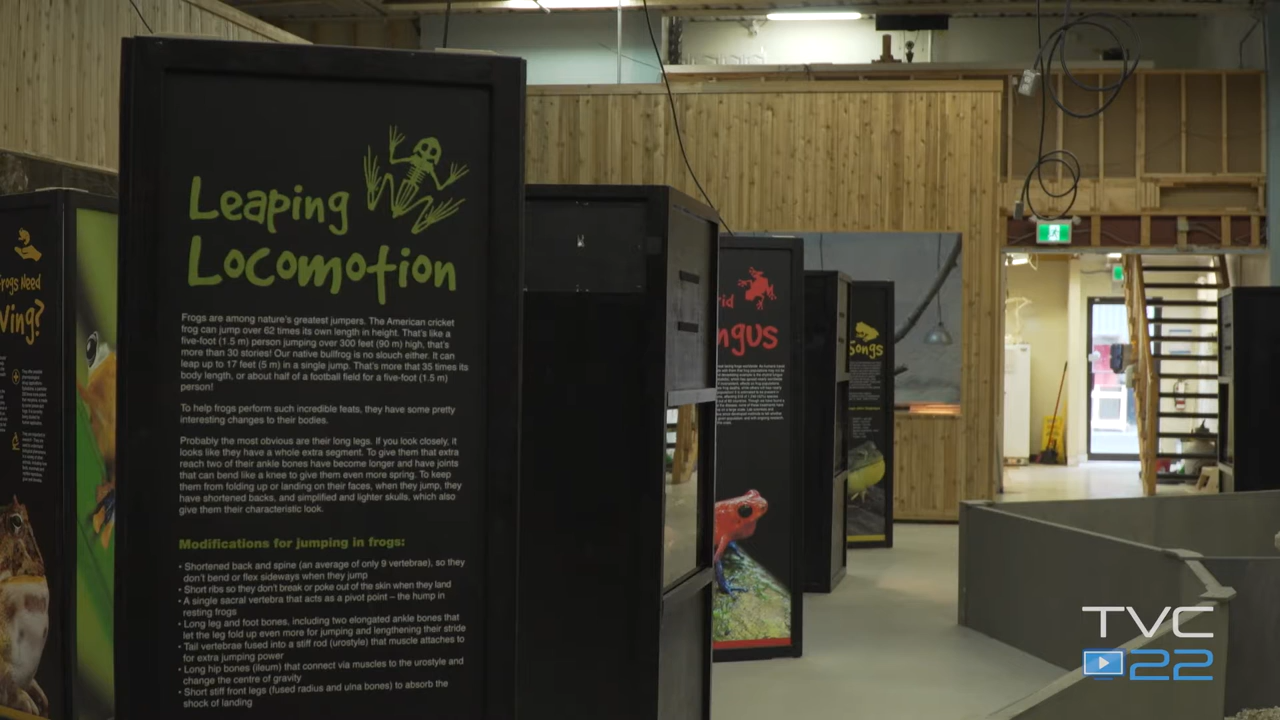 Leaping
Locomotion
Frogs are among nature's greatest jumpers. The American cricket
frog can jump over 62 times its own length in height. That's like a
five-foot (1.5 m) person jumping over 300 feet (90 m) high, that's
more than 30 stories! Our native bullfrog is no slouch either. It can
leap up to 17 feet (5 m) in a single jump. That's more that 35 times its
body length, or about half of a football field for a five-foot (1.5 m)
person!
To help frogs perform such incredible feats, they have some pretty
interesting changes to their bodies.
Probably the most obvious are their long legs. If you look closely, it
looks like they have a whole extra segment. To give them that extra
reach two of their ankle bones have become longer and have joints
that can bend like a knee to give them even more spring. To keep
them from folding up or landing on their faces, when they jump, they
have shortened backs, and simplified and lighter skulls, which also
give them their characteristic look.
Modifications for jumping in frogs:
• Shortened back and spine (an average of only 9 vertebrae), so they
don't bend or flex sideways when they jump
• Short ribs so they don't break or poke out of the skin when they land
• A single sacral vertebra that acts as a pivot point – the hump in
resting frogs
• Long leg and foot bones, including two elongated ankle bones that
let the leg fold up even more for jumping and lengthening their stride
• Tail vertebrae fused into a stiff rod (urostyle) that muscle attaches to
for extra jumping power
• Long hip bones (ileum) that connect via muscles to the urostyle and
change the centre of gravity
• Short stiff front legs (fused radius and ulna bones) to absorb the
shock of landing
Frogs Need
ving?
rid
ngus
Songs
TVC
22